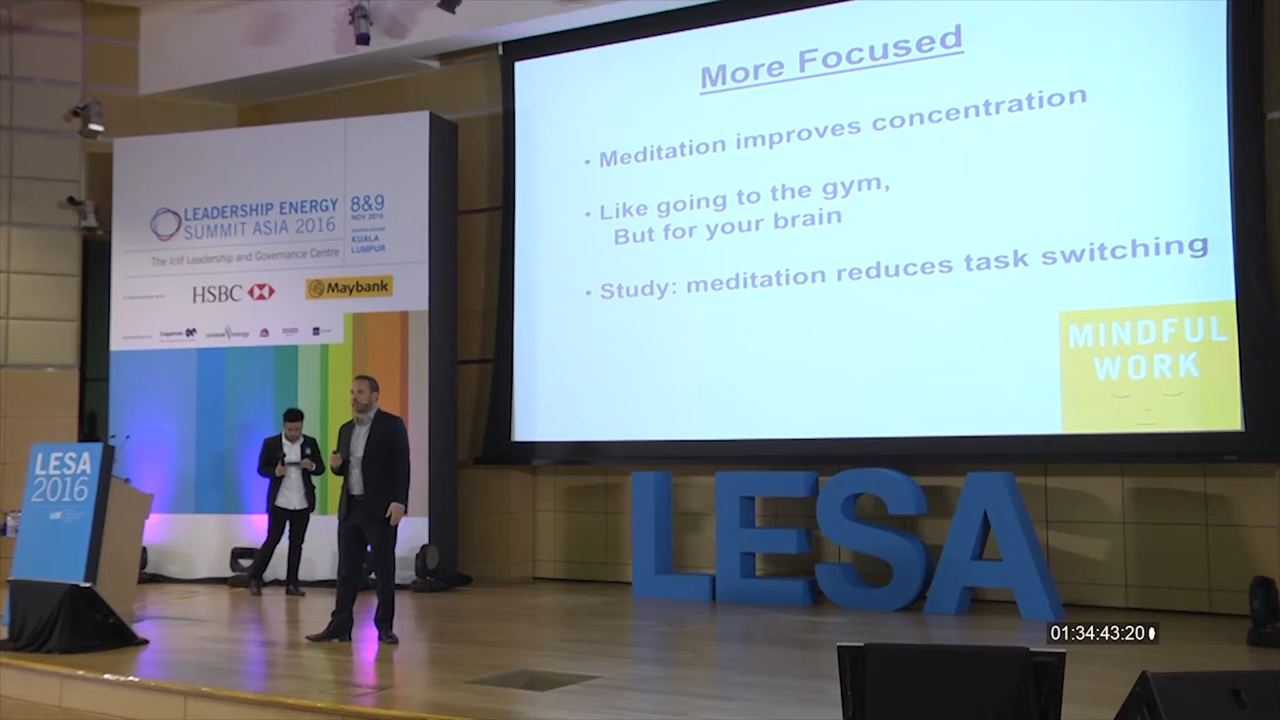 More Focused
• Meditation improves concentration
• Like going to the gym,
But for your brain
• Study: meditation reduces task switching
MINDFUL
WORK
LEADERSHIP ENERGY
SUMMIT ASIA 2016
8&9
NOV 2016
KUALA
LUMPUR
The Iclif Leadership and Governance Centre
HSBC
Maybank
LESA
2016
LESA
01:34:43:20